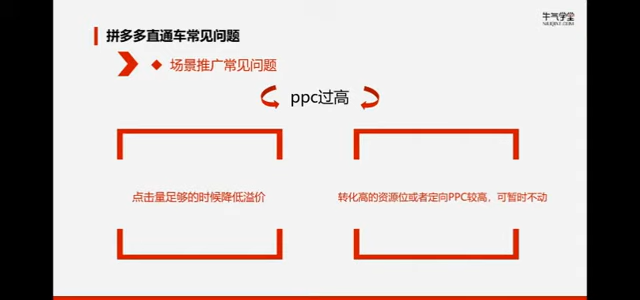 拼多多直通车常见问题
牛气学堂
NIUQIXT.COM
场景推广常见问题
ppc过高
点击量足够的时候降低溢价
转化高的资源位或者定向PPC较高，可暂时不动